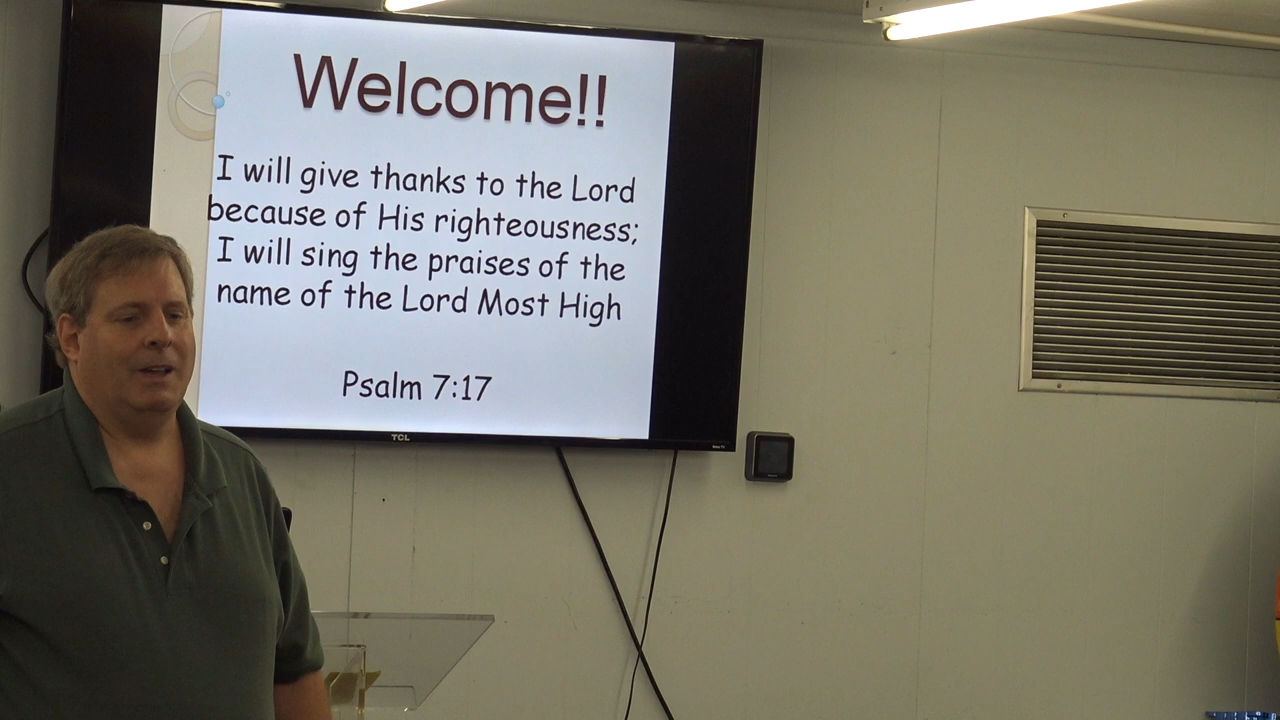 Welcome!!
I will give thanks to the Lord
because of His righteousness;
I will sing the praises of the
name of the Lord Most High
Psalm 7:17
TCL